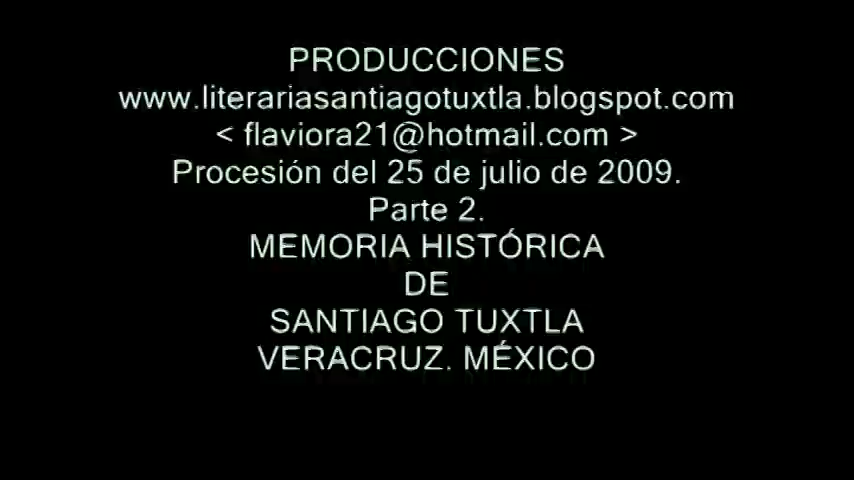 PRODUCCIONES
www.literariasantiagotuxtla.blogspot.com
< flaviora21@hotmail.com >
Procesión del 25 de julio de 2009.
Parte 2.
MEMORIA HISTÓRICA
DE
SANTIAGO TUXTLA
VERACRUZ. MÉXICO